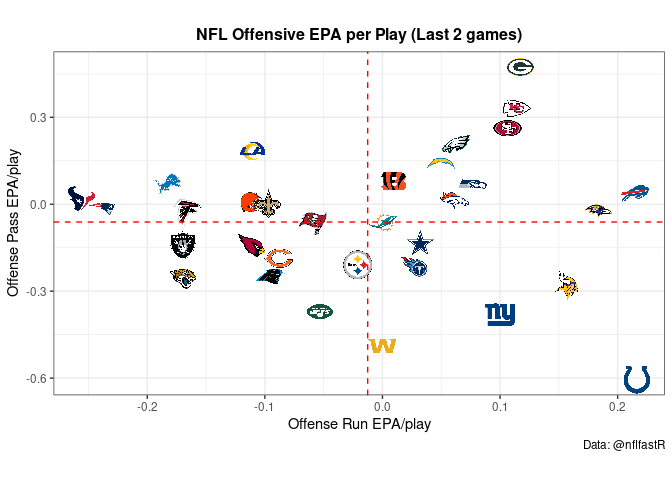 NFL Offensive EPA per Play (Last 2 games)
Offense Pass EPA/play
0.3
0.0
-0.3
-0.6
-0.2
-0.1
0.0
0.1
0.2
Offense Run EPA/play
Data: @nflfastR
ny
W